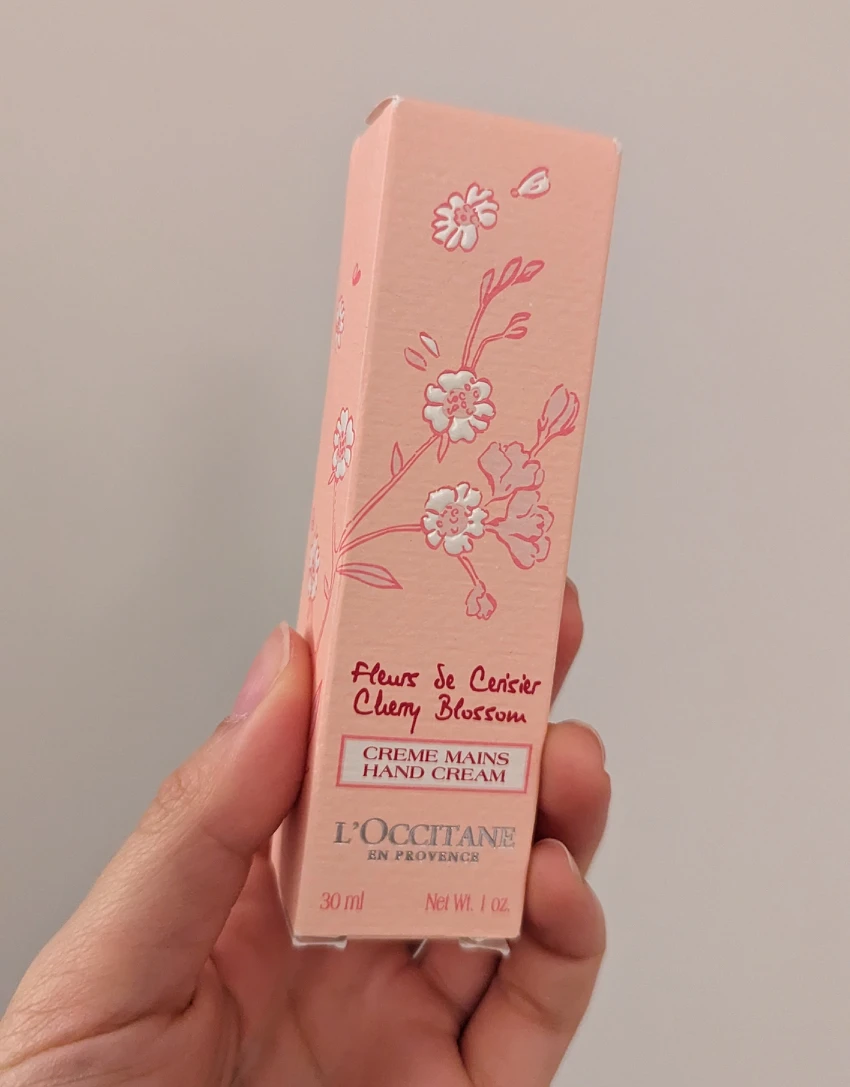 Fleurs de Cerisier
Cherry Blossom
CREME MAINS
HAND CREAM
L'OCCITANE
EN PROVENCE
30 ml Net Wt. 1 oz.